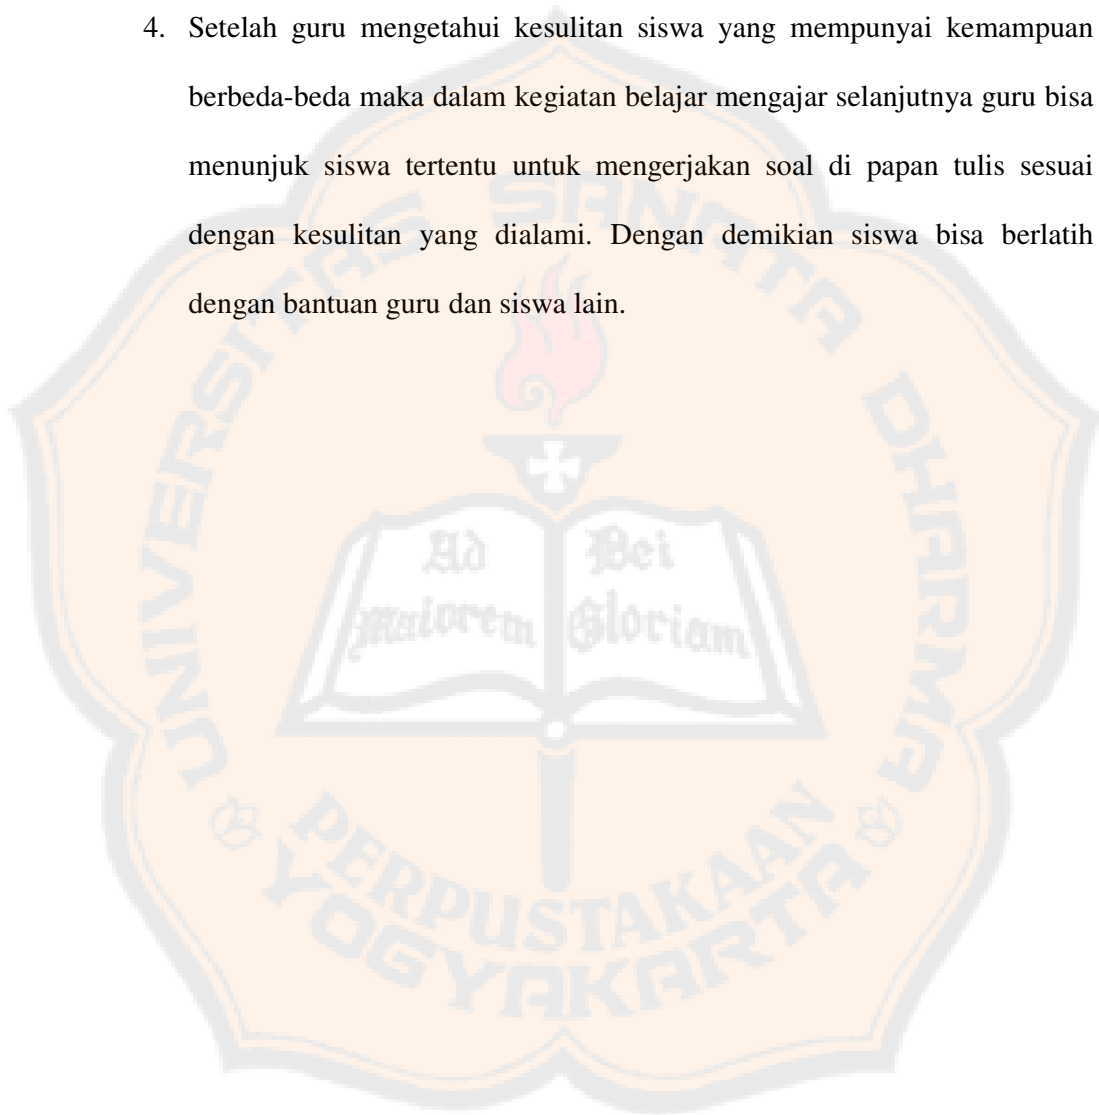 4. Setelah guru mengetahui kesulitan siswa yang mempunyai kemampuan
berbeda-beda maka dalam kegiatan belajar mengajar selanjutnya guru bisa
menunjuk siswa tertentu untuk mengerjakan soal di papan tulis sesuai
dengan kesulitan yang dialami. Dengan demikian siswa bisa berlatih
dengan bantuan guru dan siswa lain.
UNIVERSITAS SANATA DHARMA
Ad Dei
maiorem Gloriam
PERPUSTAKAAN
YOGYAKARTA